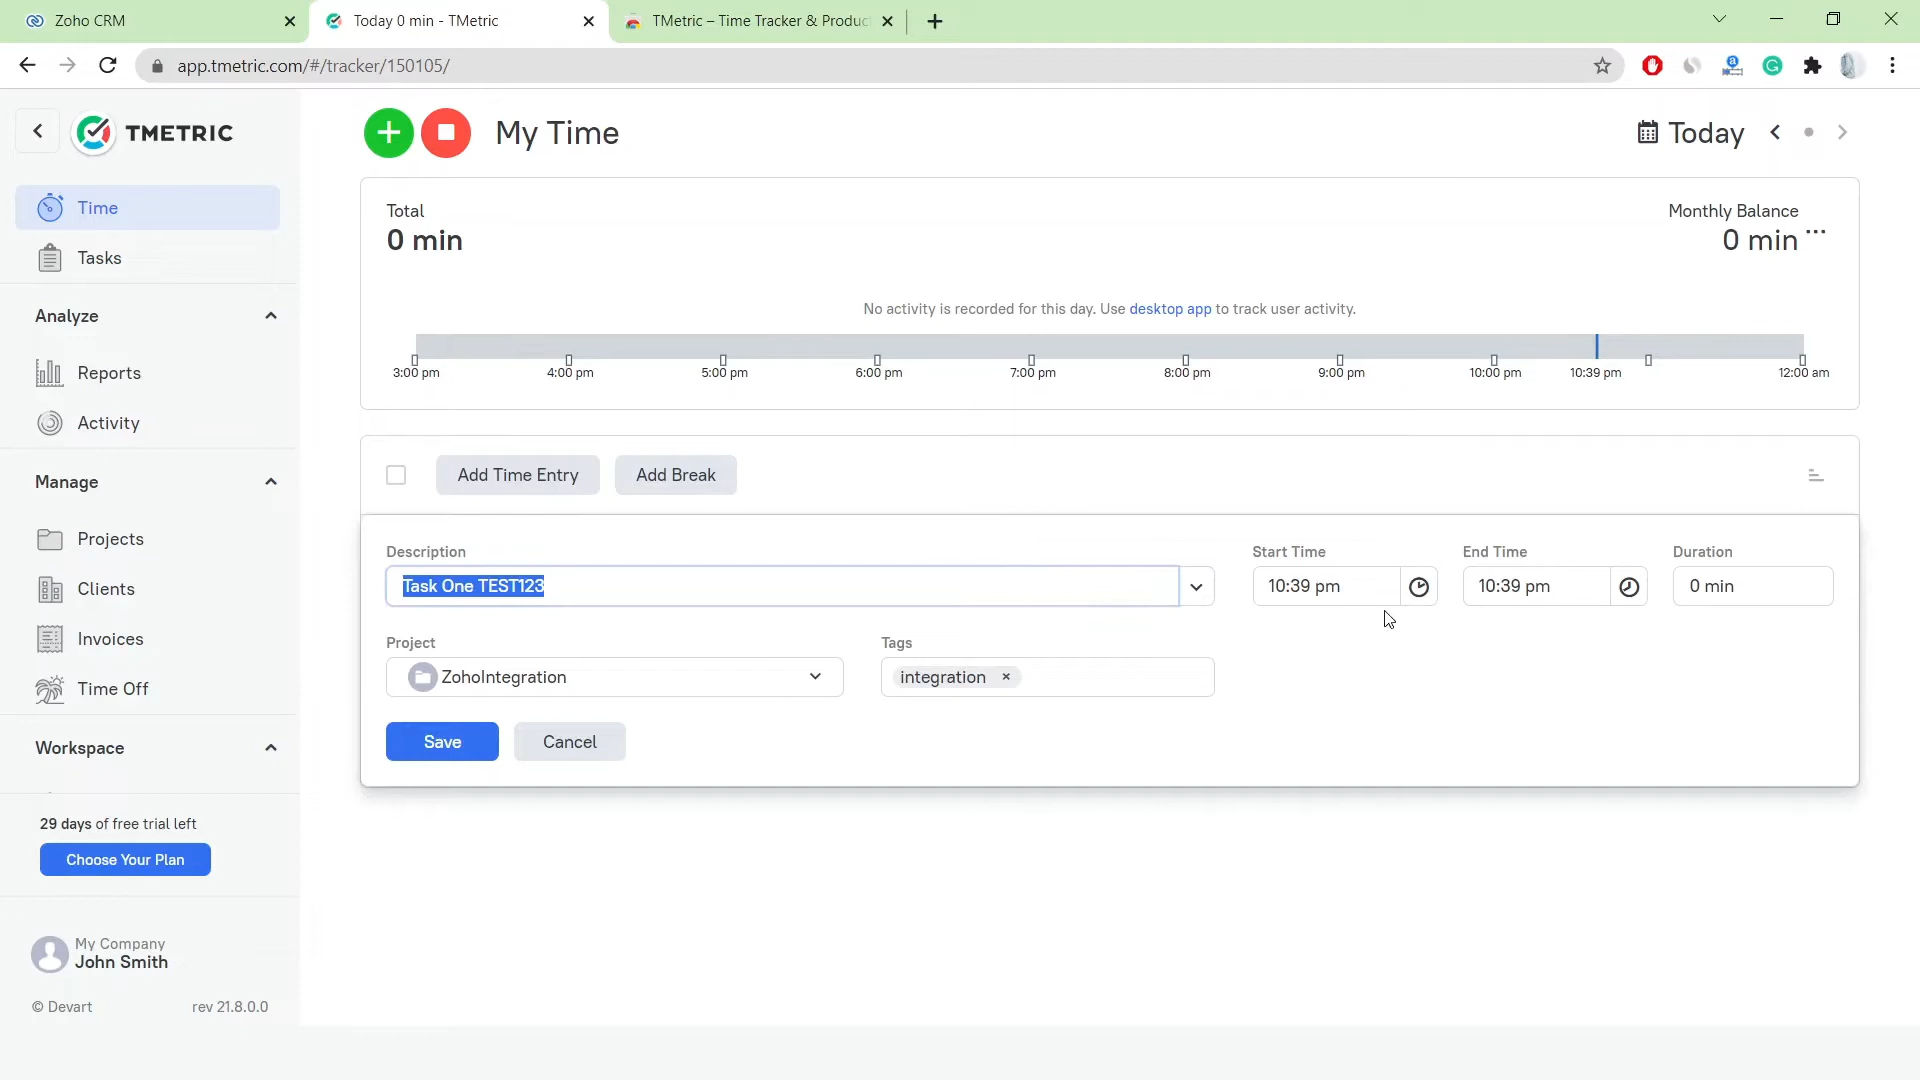 Zoho CRM
Today 0 min - TMetric
TMetric – Time Tracker & Produc
app.tmetric.com/#/tracker/150105/
TMETRIC
My Time
Today
Time
Tasks
Analyze
Reports
Activity
Manage
Projects
Clients
Invoices
Time Off
Workspace
29 days of free trial left
Choose Your Plan
My Company
John Smith
© Devart
rev 21.8.0.0
Total
0 min
Monthly Balance
0 min
No activity is recorded for this day. Use desktop app to track user activity.
3:00 pm
4:00 pm
5:00 pm
6:00 pm
7:00 pm
8:00 pm
9:00 pm
10:00 pm
10:39 pm
12:00 am
Add Time Entry
Add Break
Description
Start Time
End Time
Duration
Task One TEST123
10:39 pm
10:39 pm
0 min
Project
Tags
ZohoIntegration
integration
Save
Cancel